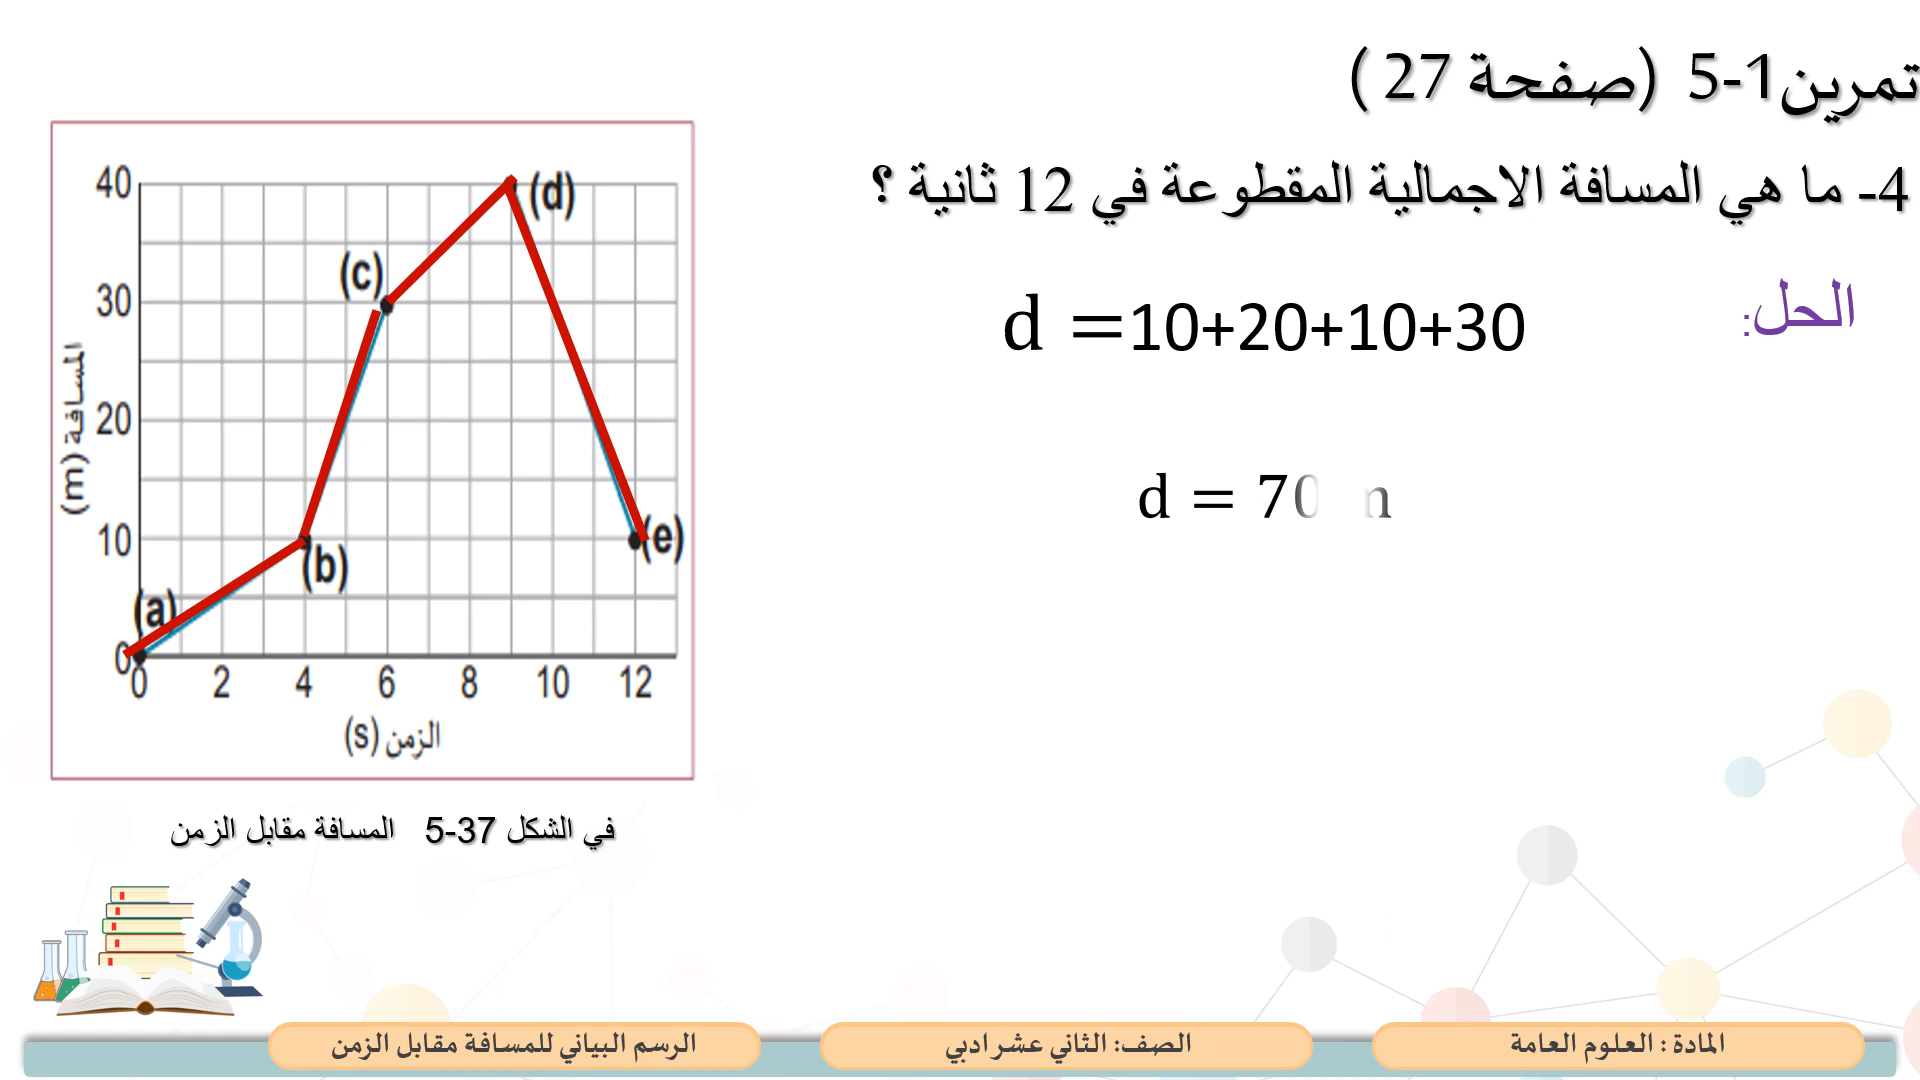 تمرين5-1 (صفحة 27 )
4- ما هي المسافة الاجمالية المقطوعة في 12 ثانية ؟
الحل:
d =10+20+10+30
d = 70 m
40
30
20
10
0
المسافة (m)
(a)
(b)
(c)
(d)
(e)
0 2 4 6 8 10 12
الزمن (s)
في الشكل 37-5 المسافة مقابل الزمن
المادة : العلوم العامة
الصف: الثاني عشر ادبي
الرسم البياني للمسافة مقابل الزمن